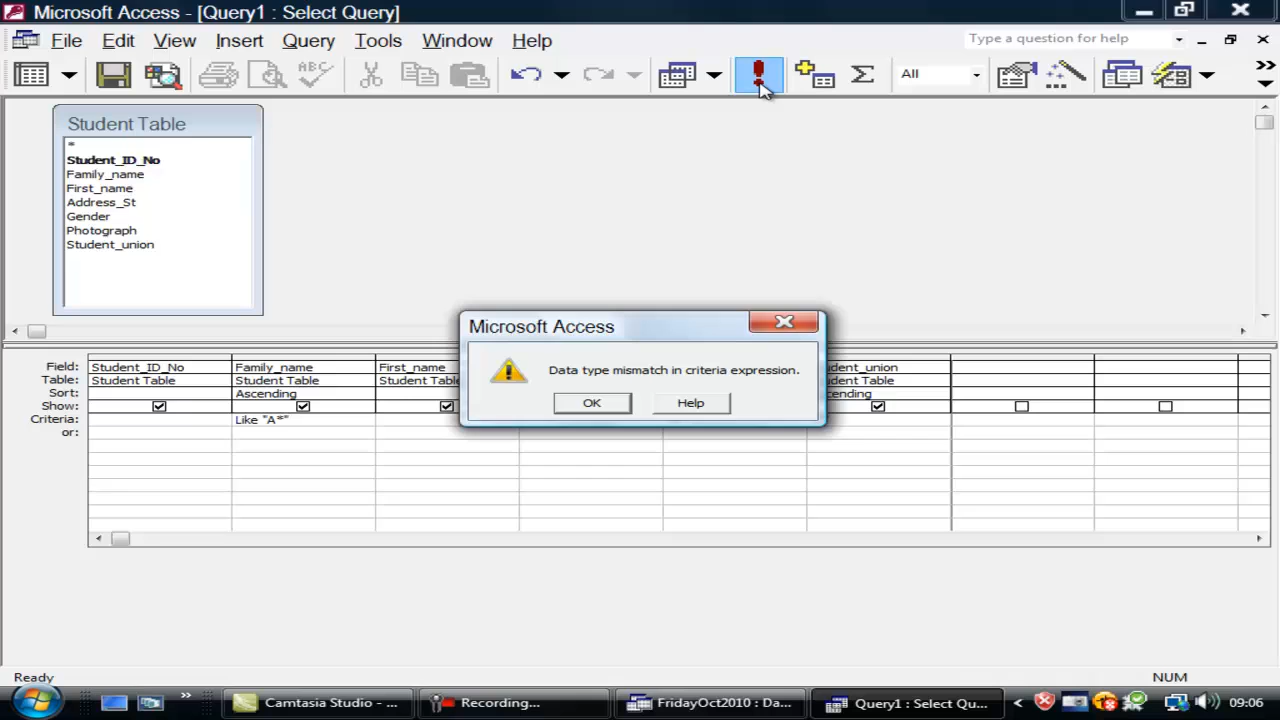 Microsoft Access - [Query1 : Select Query]
File Edit View Insert Query Tools Window Help
Type a question for help
ABC
All
Student Table
*
Student_ID_No
Family_name
First_name
Address_St
Gender
Photograph
Student_union
Microsoft Access
Data type mismatch in criteria expression.
OK Help
Field: Student_ID_No Family_name First_name dent_union
Table: Student Table Student Table Student Tabl dent Table
Sort: Ascending cending
Show:
Criteria: Like "A*"
or:
Ready NUM
Camtasia Studio - ... Recording... FridayOct2010 : Da... Query1 : Select Qu... 09:06